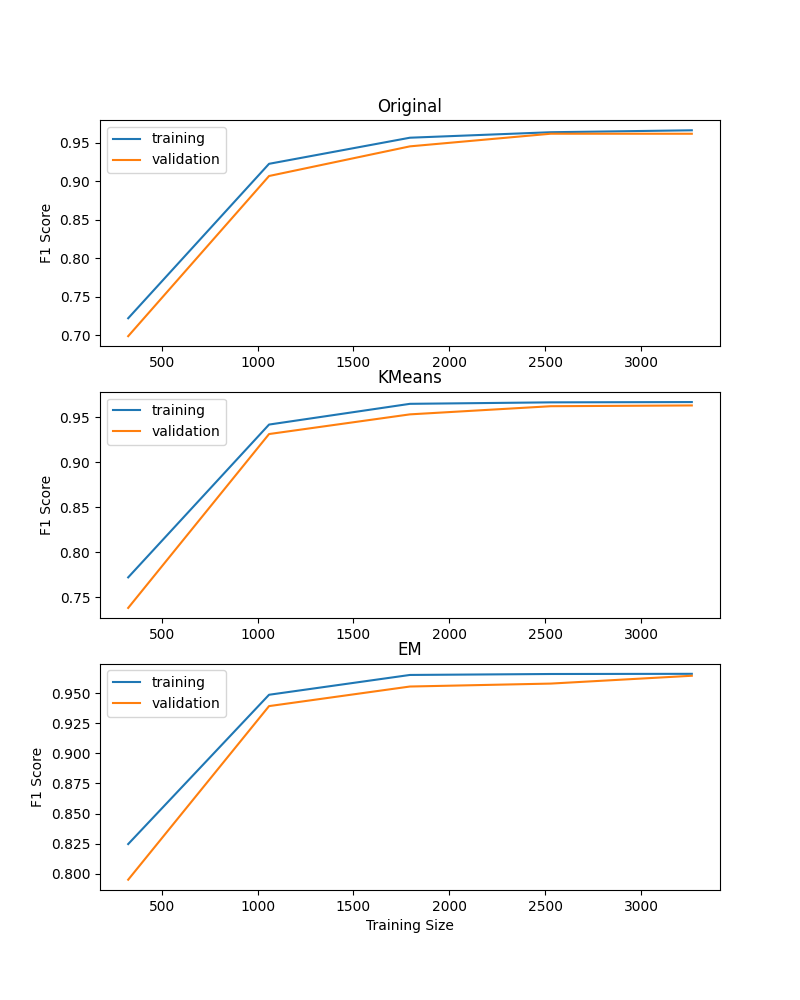 Original
training
validation
F1 Score
0.95
0.90
0.85
0.80
0.75
0.70
500 1000 1500 2000 2500 3000
KMeans
training
validation
F1 Score
0.95
0.90
0.85
0.80
0.75
500 1000 1500 2000 2500 3000
EM
training
validation
F1 Score
0.950
0.925
0.900
0.875
0.850
0.825
0.800
500 1000 1500 2000 2500 3000
Training Size